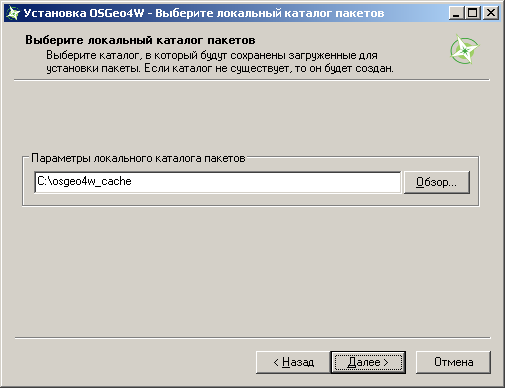 Установка OSGeo4W - Выберите локальный каталог пакетов
Выберите локальный каталог пакетов
Выберите каталог, в который будут сохранены загруженные для
установки пакеты. Если каталог не существует, то он будет создан.
Параметры локального каталога пакетов
C:\osgeo4w_cache
Обзор...
< Назад
Далее >
Отмена